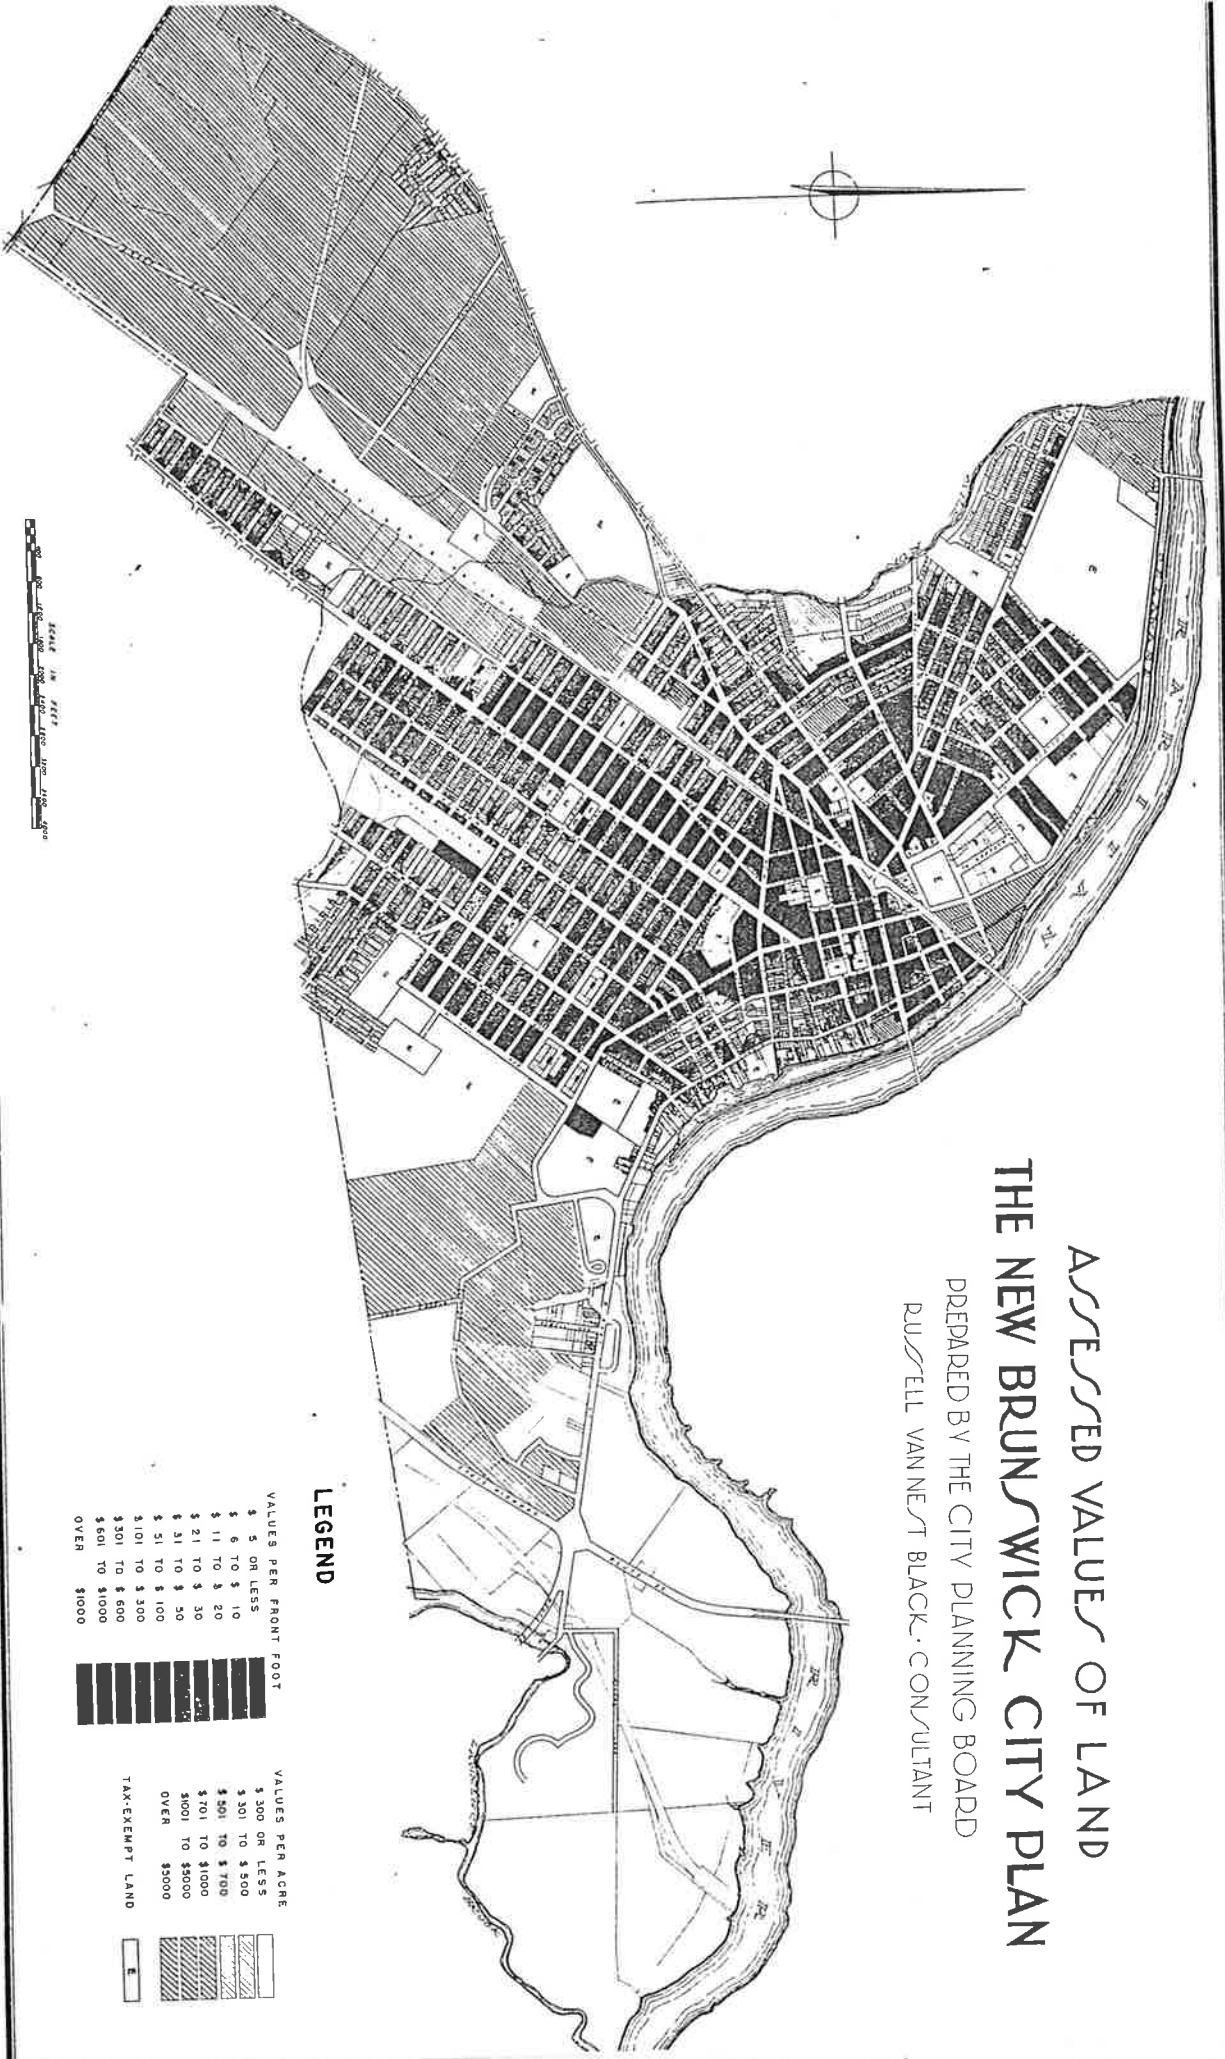 ASSESSED VALUES OF LAND
THE NEW BRUNSWICK CITY PLAN
PREPARED BY THE CITY PLANNING BOARD
RUSSELL VAN NEST BLACK · CONSULTANT
RARITAN
RIVER
SCALE IN FEET
LEGEND
VALUES PER FRONT FOOT
$ 5 OR LESS
$ 6 TO $ 10
$ 11 TO $ 20
$ 21 TO $ 30
$ 31 TO $ 50
$ 51 TO $ 100
$101 TO $ 300
$301 TO $ 600
$601 TO $1000
OVER $1000
VALUES PER ACRE
$ 300 OR LESS
$ 301 TO $ 500
$ 501 TO $ 700
$ 701 TO $1000
$1001 TO $5000
OVER $5000
TAX-EXEMPT LAND
E